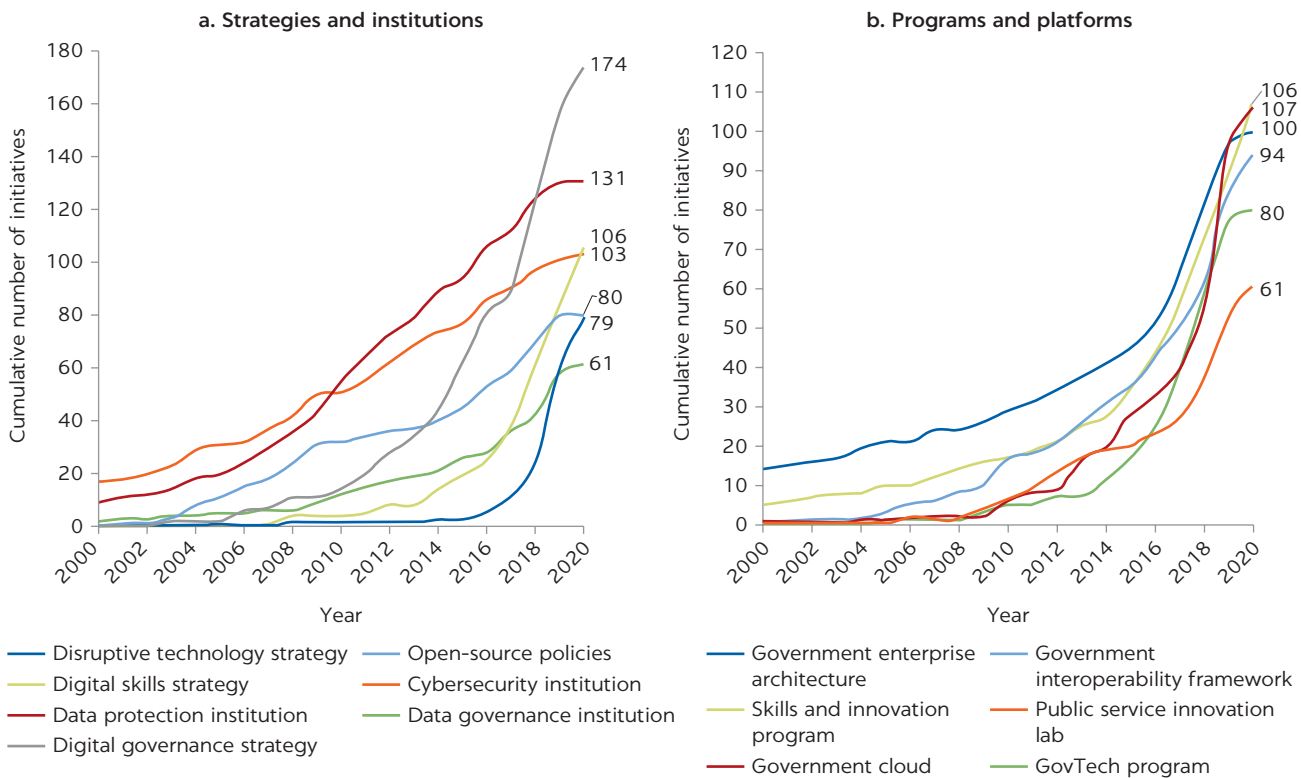 a. Strategies and institutions
Cumulative number of initiatives
180
160
140
120
100
80
60
40
20
0
174
131
106
103
80
79
61
2000
2002
2004
2006
2008
2010
2012
2014
2016
2018
2020
Year
Disruptive technology strategy
Digital skills strategy
Data protection institution
Digital governance strategy
Open-source policies
Cybersecurity institution
Data governance institution
b. Programs and platforms
Cumulative number of initiatives
120
110
100
90
80
70
60
50
40
30
20
10
0
106
107
100
94
80
61
2000
2002
2004
2006
2008
2010
2012
2014
2016
2018
2020
Year
Government enterprise
architecture
Skills and innovation
program
Government cloud
Government
interoperability framework
Public service innovation
lab
GovTech program